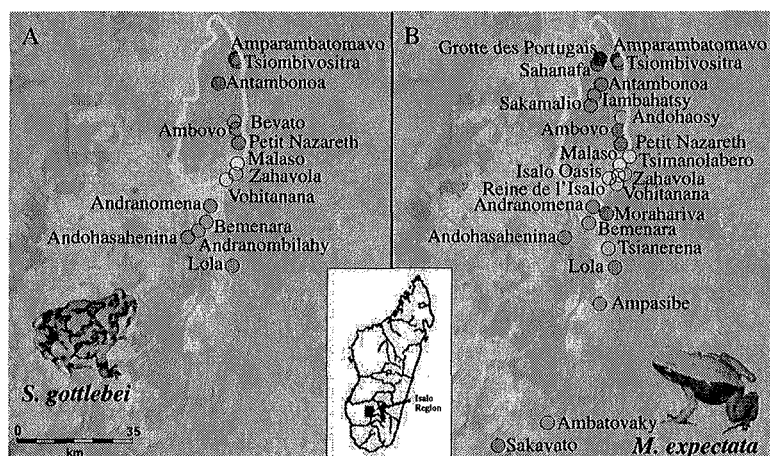 A
Amparambatomavo
Tsiombivositra
Antambonoa
Bevato
Ambovo
Petit Nazareth
Malaso
Zahavola
Vohitanana
Andranomena
Bemenara
Andohasahenina
Andranombilahy
Lola
S. gottlebei
0 35
km
B
Grotte des Portugais
Amparambatomavo
Tsiombivositra
Sahanafa
Antambonoa
Tambahatsy
Sakamalio
Andohaosy
Ambovo
Petit Nazareth
Malaso
Tsimanolabero
Isalo Oasis
Zahavola
Reine de l'Isalo
Vohitanana
Andranomena
Morahariva
Bemenara
Andohasahenina
Tsianerena
Lola
Ampasibe
Ambatovaky
Sakavato
M. expectata
Isalo
Region